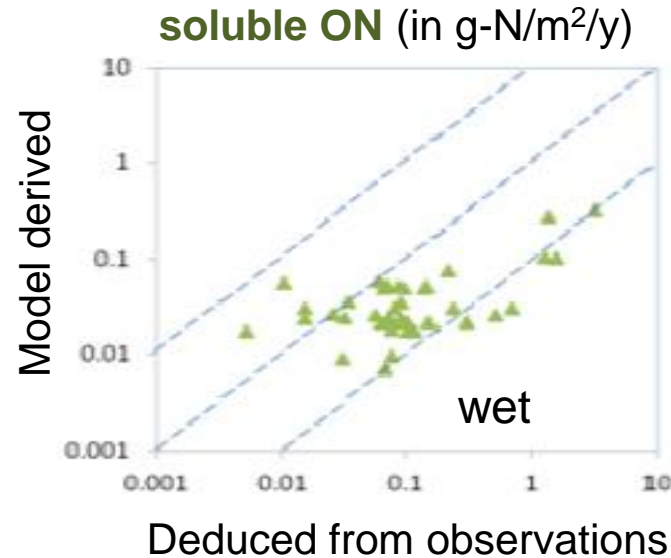 soluble ON (in g-N/m²/y)
10
1
0.1
0.01
0.001
Model derived
wet
0.001 0.01 0.1 1 10
Deduced from observations